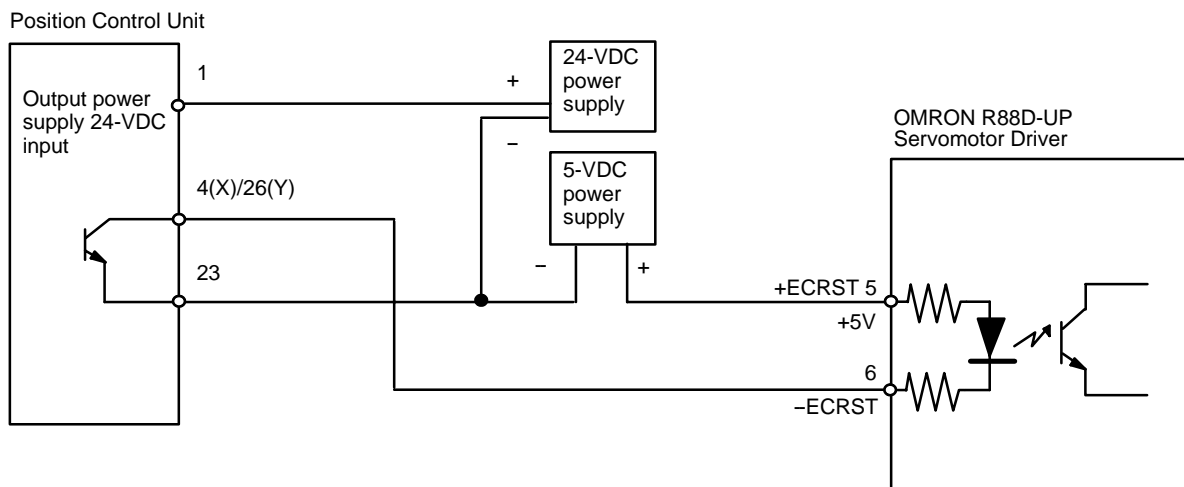 Position Control Unit
1
Output power
supply 24-VDC
input
+
−
24-VDC
power
supply
OMRON R88D-UP
Servomotor Driver
4(X)/26(Y)
5-VDC
power
supply
23
−
+
+ECRST 5
+5V
6
−ECRST